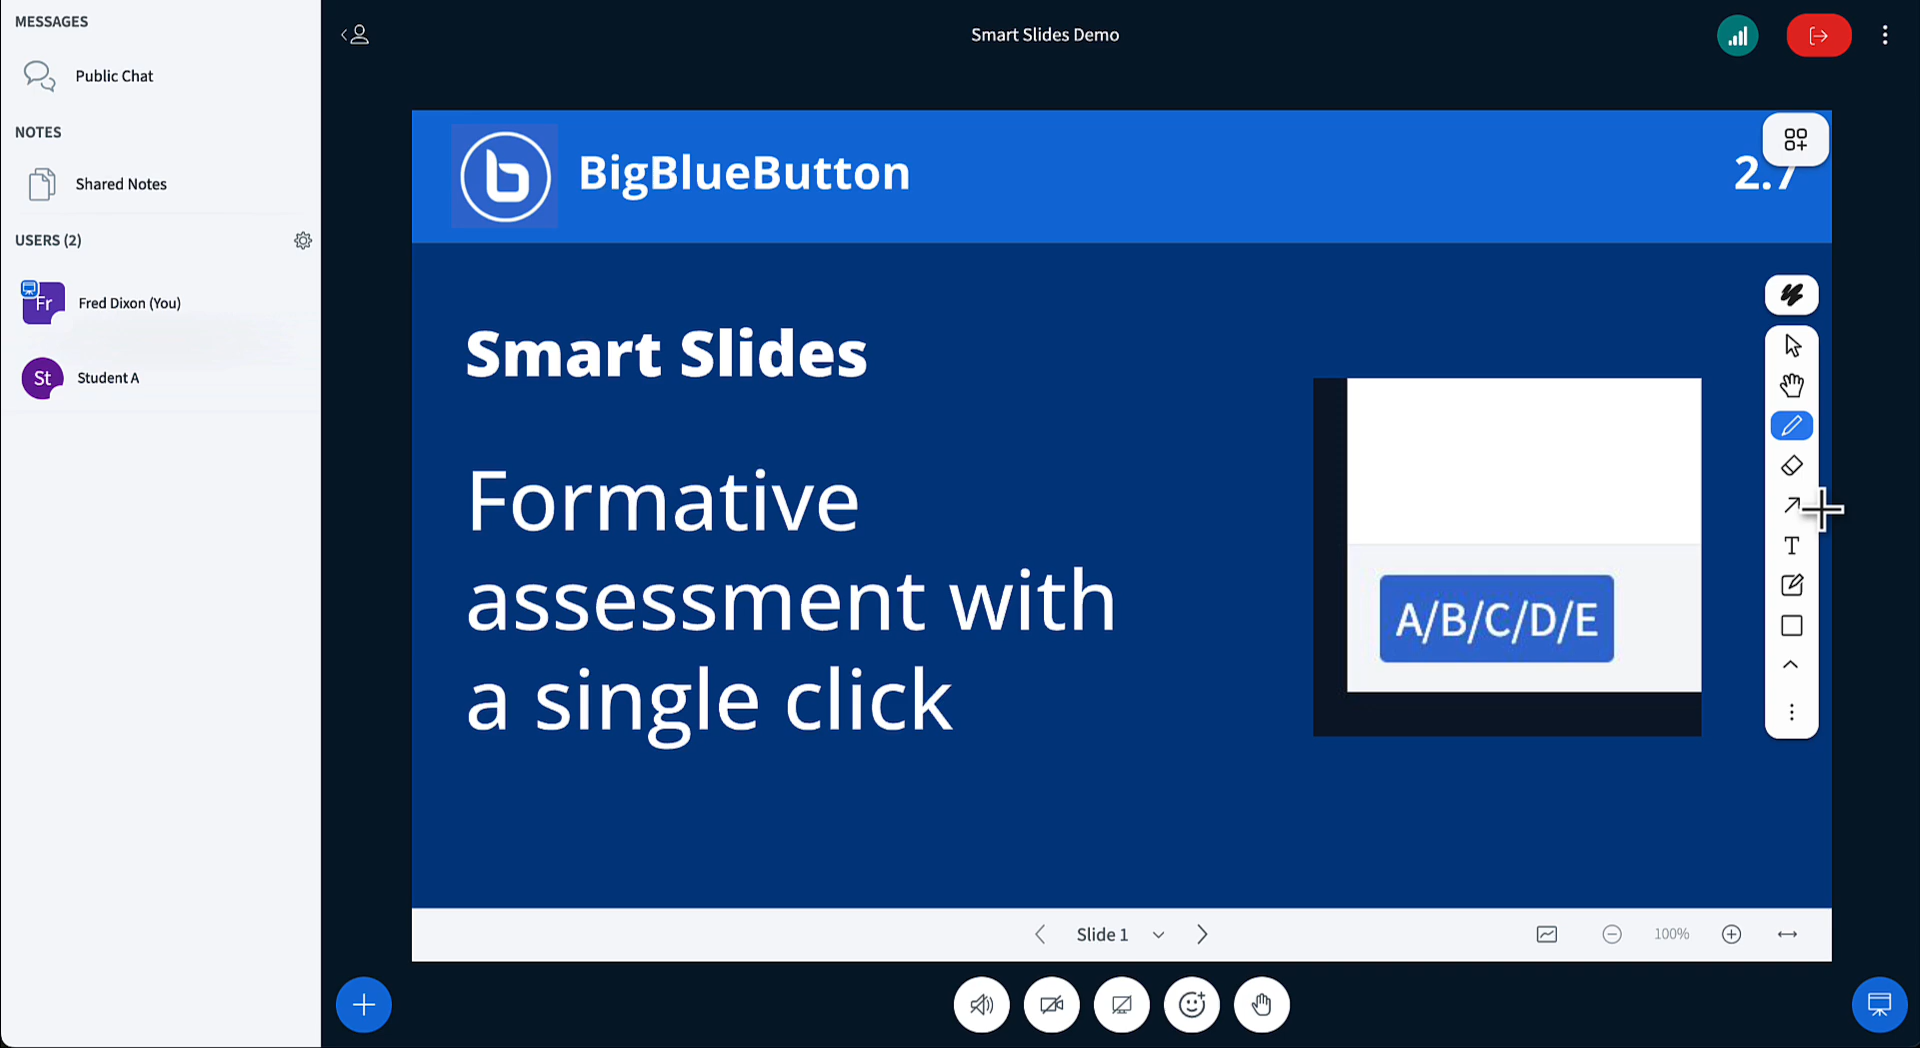 MESSAGES
Public Chat
NOTES
Shared Notes
USERS (2)
Fr
Fred Dixon (You)
St
Student A
Smart Slides Demo
BigBlueButton
2.7
Smart Slides
Formative
assessment with
a single click
A/B/C/D/E
T
Slide 1
100%